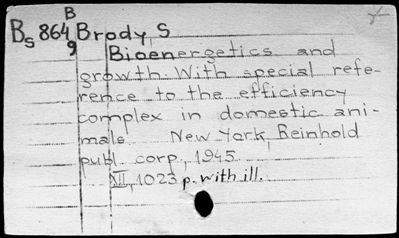 B
Bs 864 Brody, S
9
Bioenergetics and
growth. With special refe-
rence to the efficiency
complex in domestic ani-
mals. New York, Reinhold
publ. corp., 1945.
XII, 1023 p. with ill.